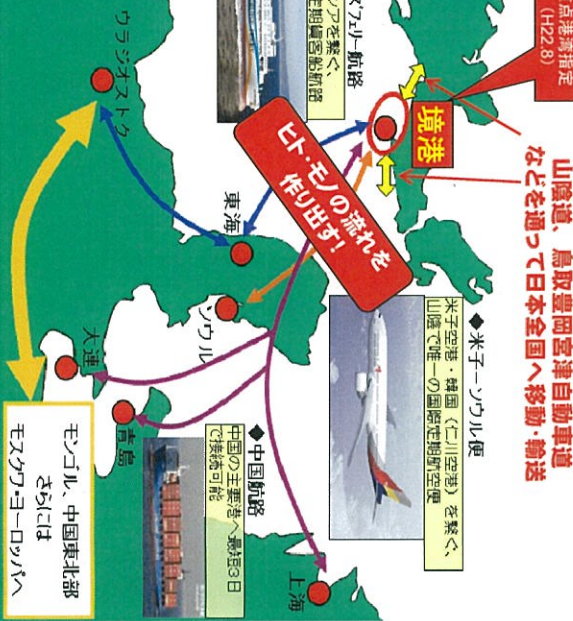 点港湾指定
(H22.8)
山陰道、鳥取豊岡宮津自動車道
などを通って日本全国へ移動・輸送
境港
フェリー航路
シアを繋ぐ、
定期貨客船航路
ウラジオストク
ヒト・モノの流れを
作り出す!
東海
ソウル
大連
青島
上海
◆米子ーソウル便
米子空港・韓国(仁川空港)を繋ぐ、
山陰で唯一の国際定期航空便
◆中国航路
中国の主要港へ最短3日
で接続可能
モンゴル、中国東北部
さらには
モスクワ・ヨーロッパへ